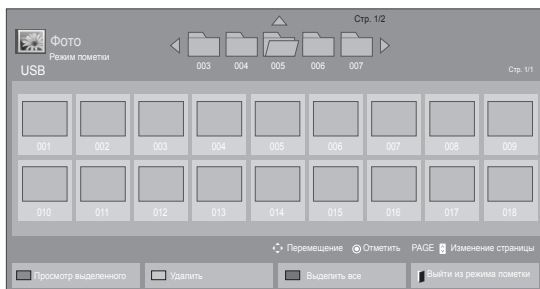 Стр. 1/2
Фото
Режим пометки
USB
003 004 005 006 007
Стр. 1/1
001 002 003 004 005 006 007 008 009
010 011 012 013 014 015 016 017 018
Перемещение Отметить PAGE Изменение страницы
Просмотр выделенного Удалить Выделить все Выйти из режима пометки